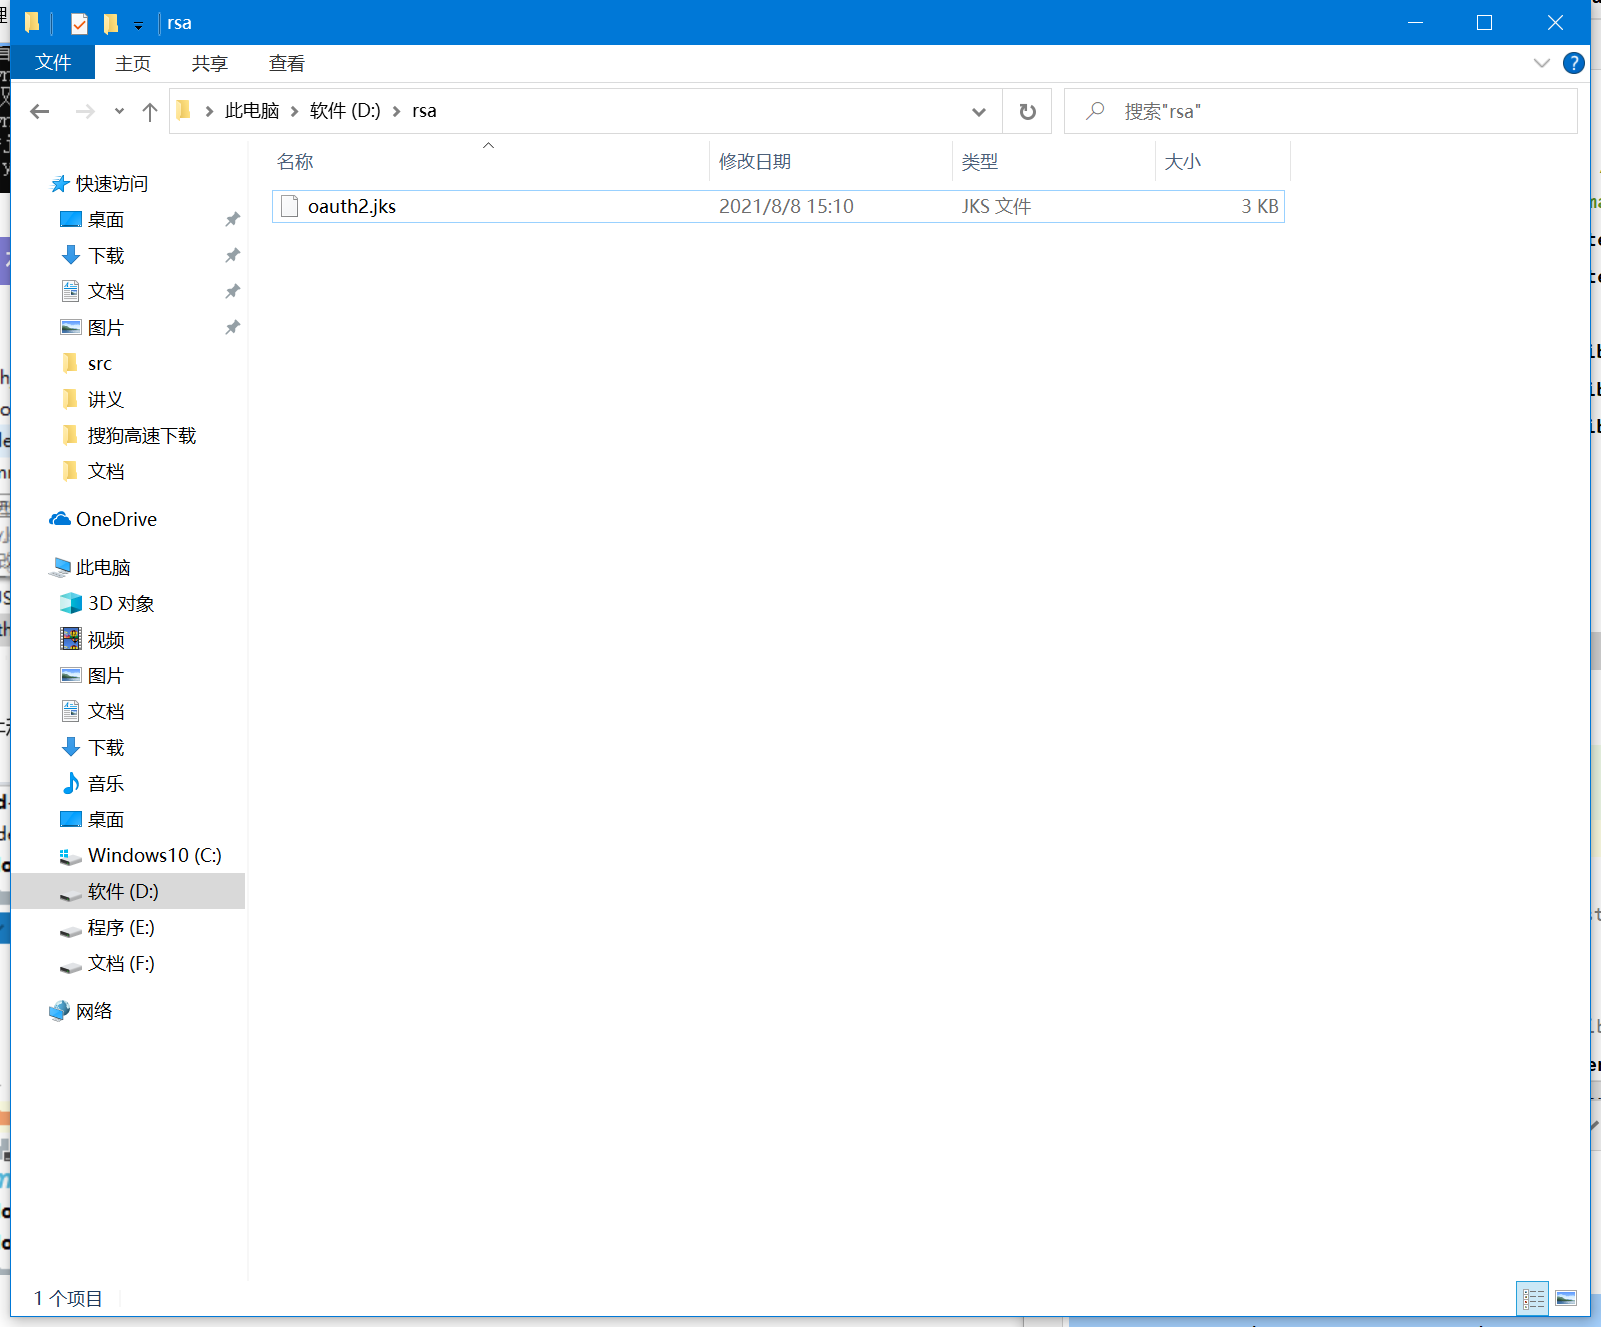 rsa
文件 主页 共享 查看
此电脑 软件 (D:) rsa 搜索"rsa"
名称 修改日期 类型 大小
oauth2.jks 2021/8/8 15:10 JKS 文件 3 KB
快速访问
桌面
下载
文档
图片
src
讲义
搜狗高速下载
文档
OneDrive
此电脑
3D 对象
视频
图片
文档
下载
音乐
桌面
Windows10 (C:)
软件 (D:)
程序 (E:)
文档 (F:)
网络
1 个项目